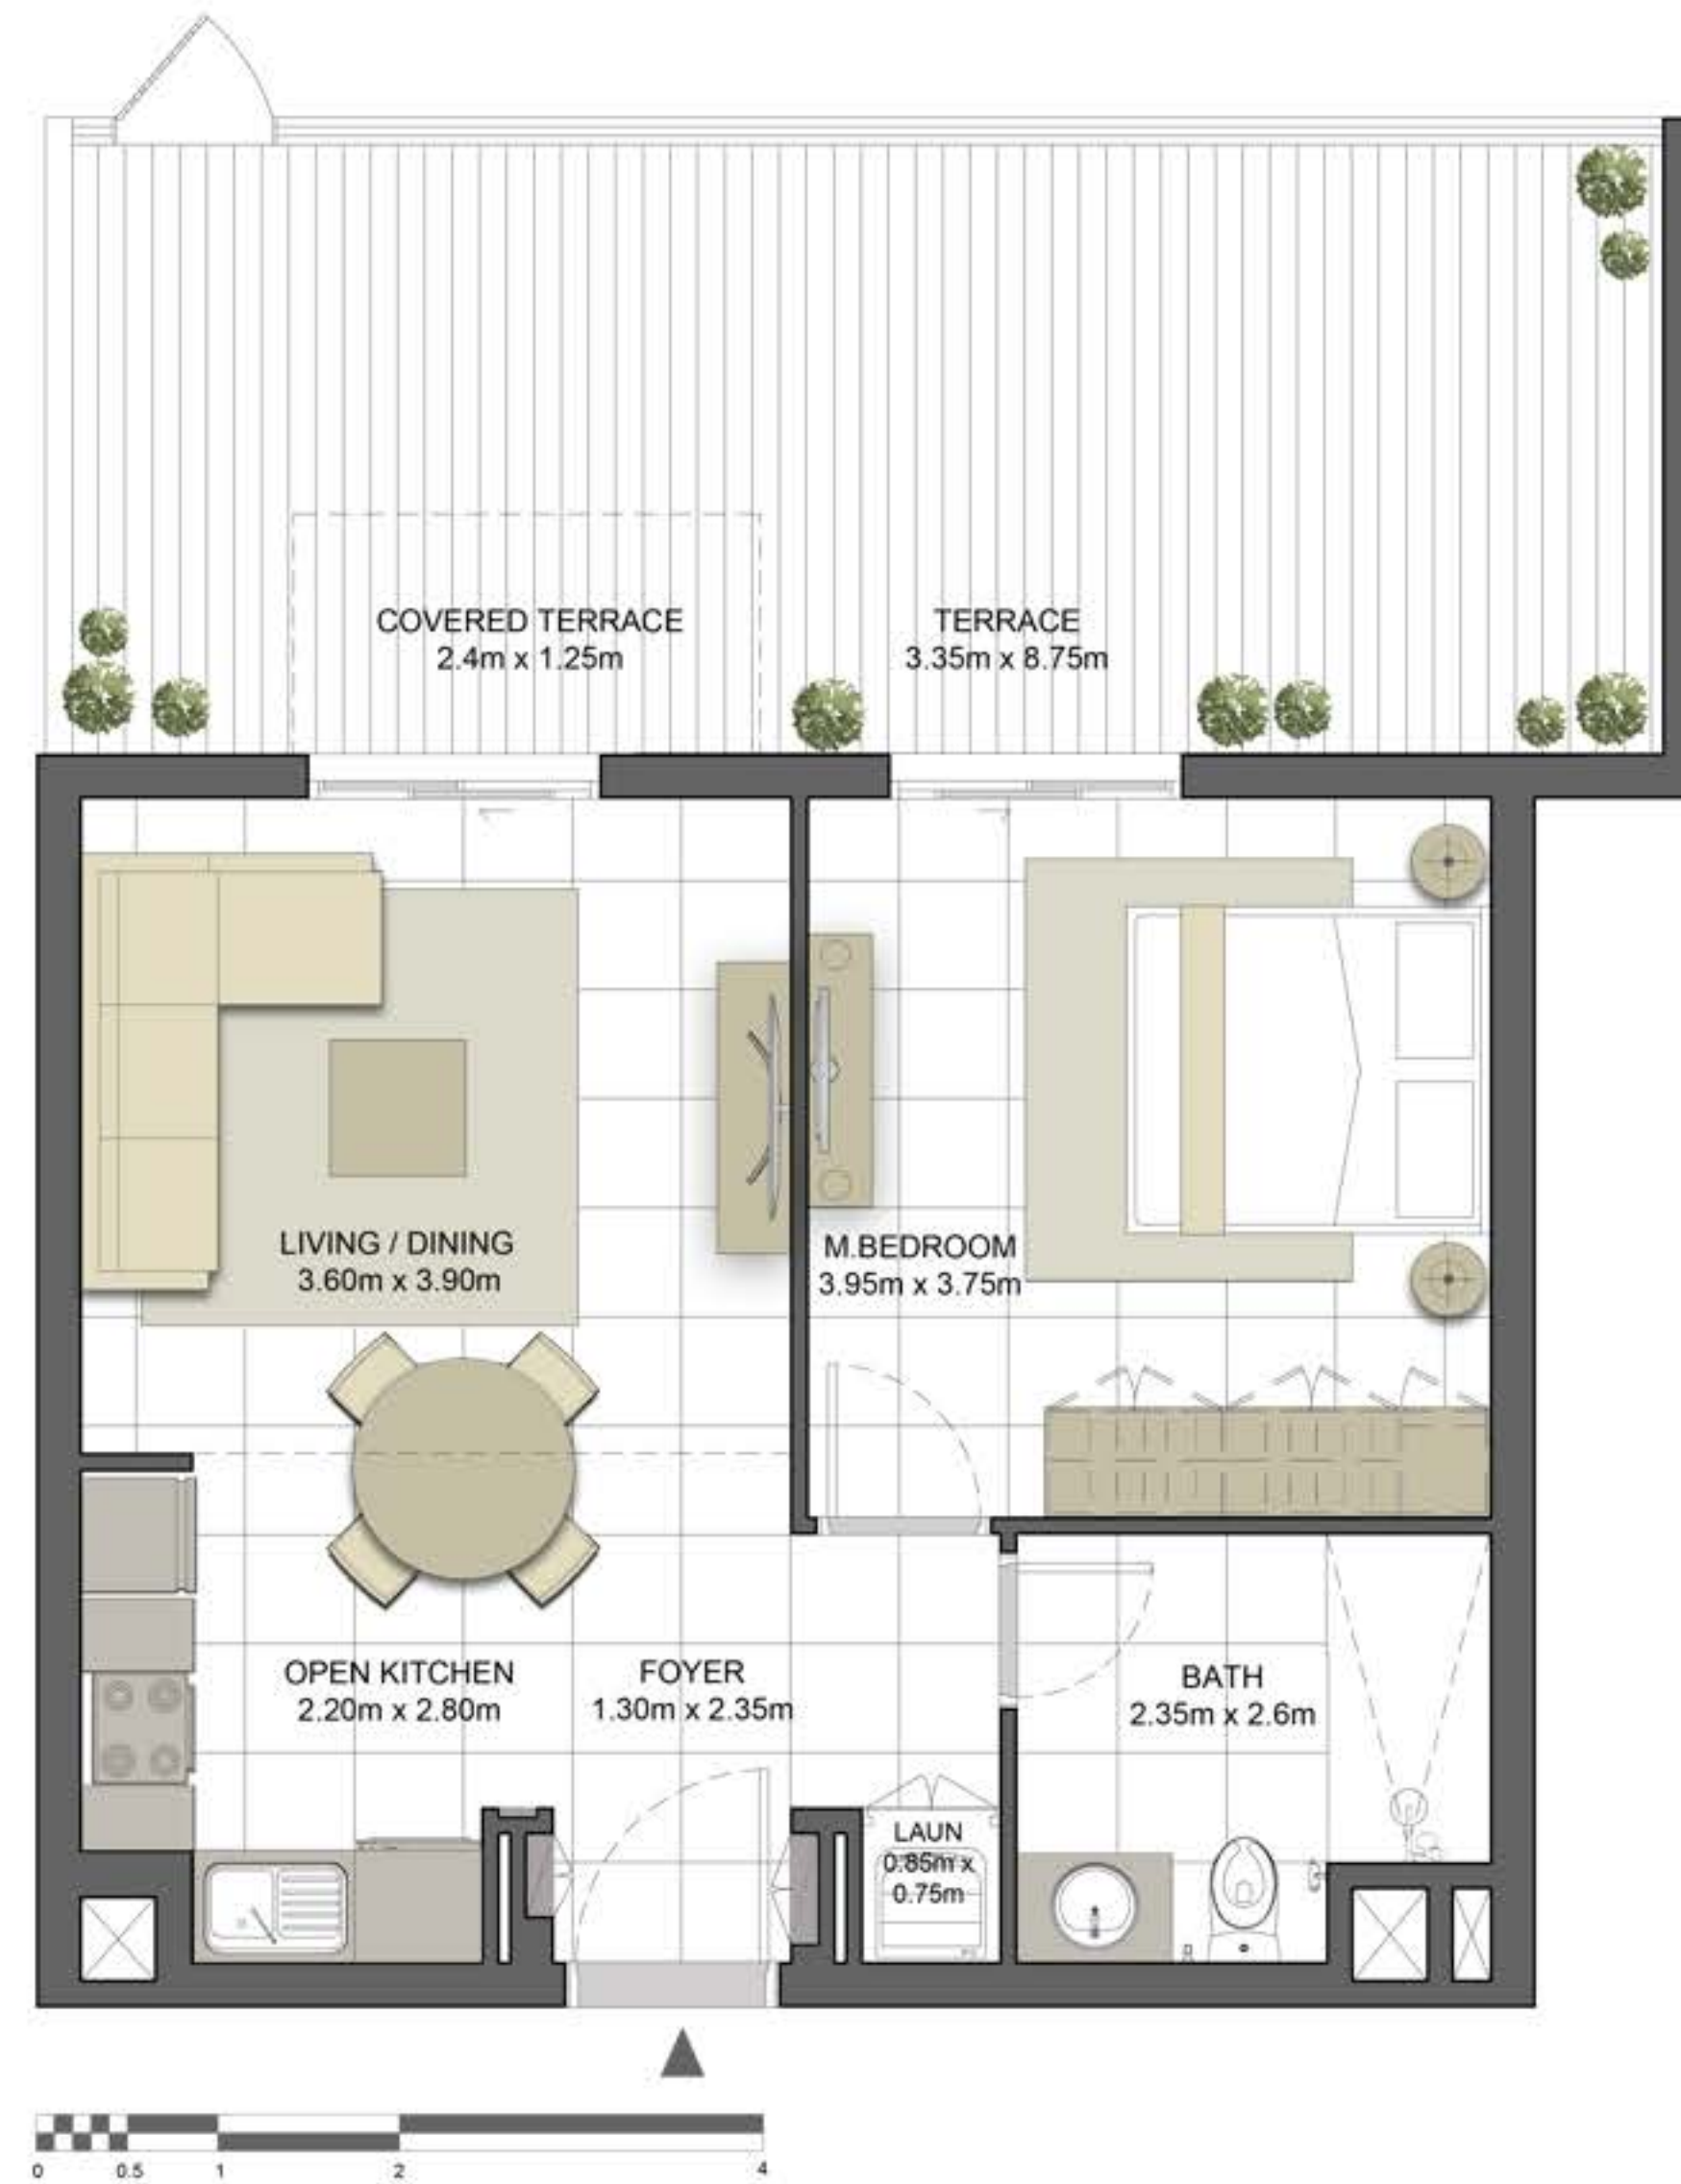 COVERED TERRACE
2.4m x 1.25m
TERRACE
3.35m x 8.75m
LIVING / DINING
3.60m x 3.90m
M.BEDROOM
3.95m x 3.75m
OPEN KITCHEN
2.20m x 2.80m
FOYER
1.30m x 2.35m
BATH
2.35m x 2.6m
LAUN
0.85m x
0.75m
0 0.5 1 2 4